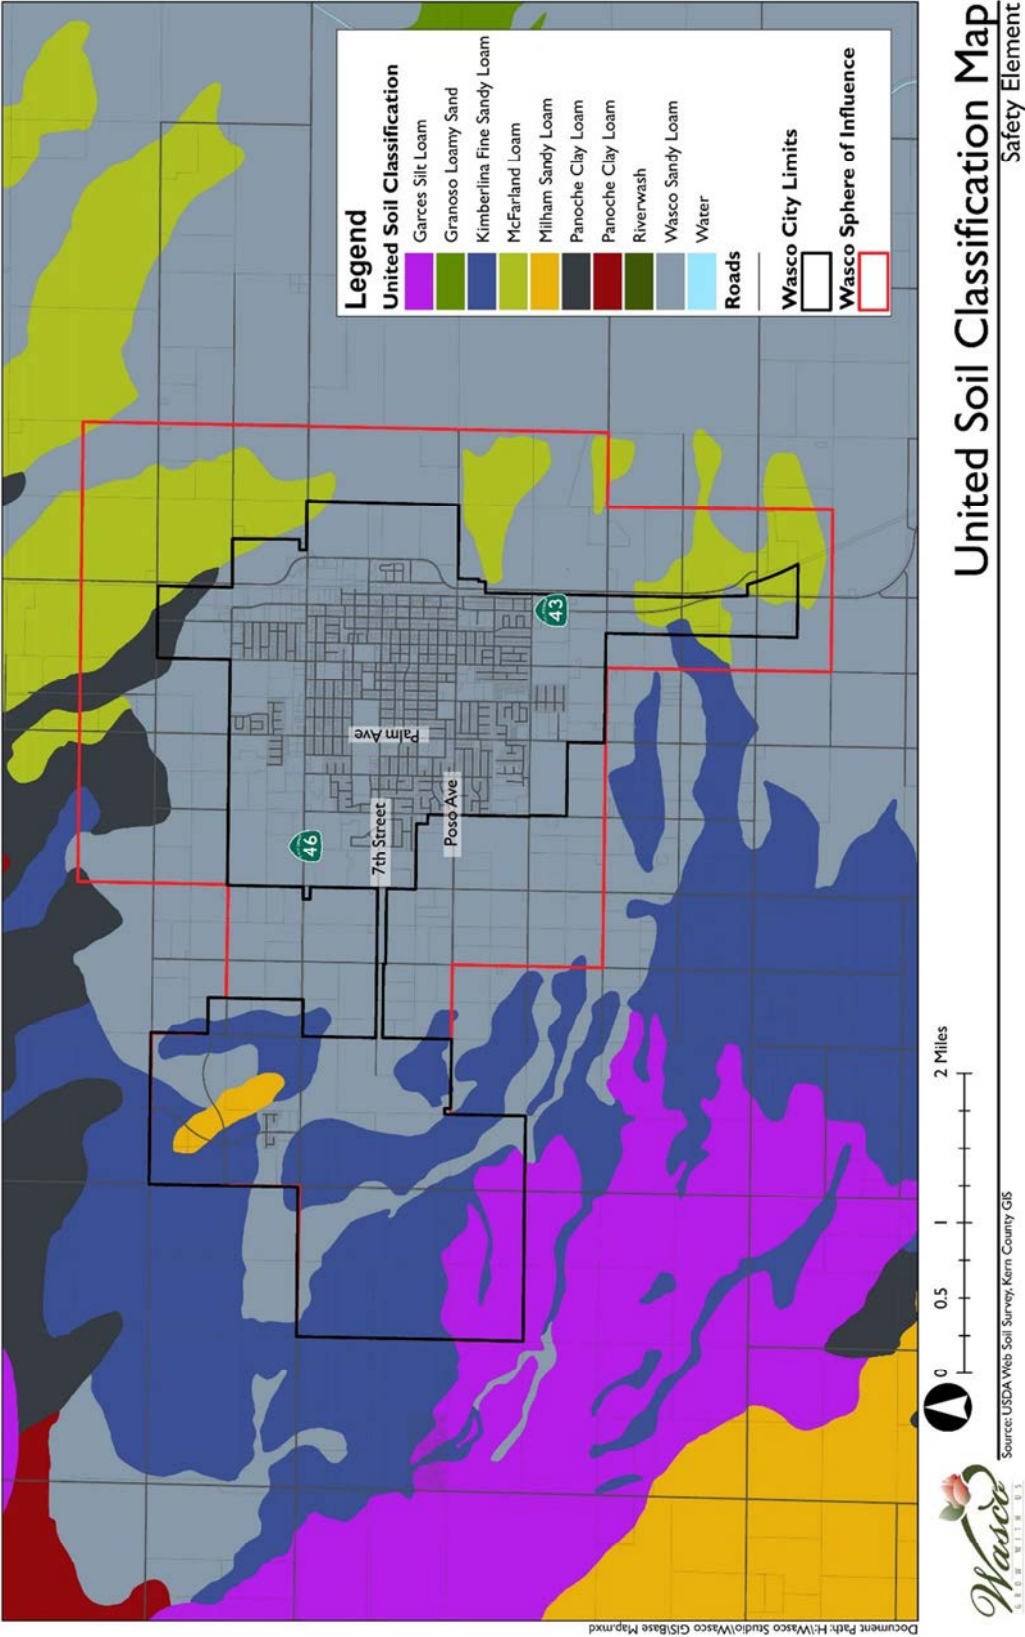 Legend
United Soil Classification
Garces Silt Loam
Granoso Loamy Sand
Kimberlina Fine Sandy Loam
McFarland Loam
Milham Sandy Loam
Panoche Clay Loam
Panoche Clay Loam
Riverwash
Wasco Sandy Loam
Water
Roads
Wasco City Limits
Wasco Sphere of Influence
46
43
7th Street
Palm Ave
Poso Ave
0 0.5 1 2 Miles
Wasco
GROW WITH US
Source: USDA Web Soil Survey, Kern County GIS
United Soil Classification Map
Safety Element
Document Path: H:\Wasco Studio\Wasco GIS\Base Map.mxd